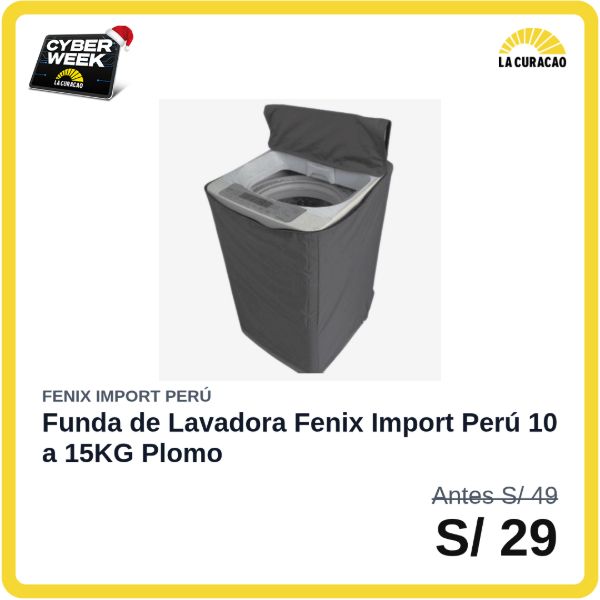 CYBER
WEEK
LA CURACAO
LA CURACAO
FENIX IMPORT PERÚ
Funda de Lavadora Fenix Import Perú 10
a 15KG Plomo
Antes S/ 49
S/ 29